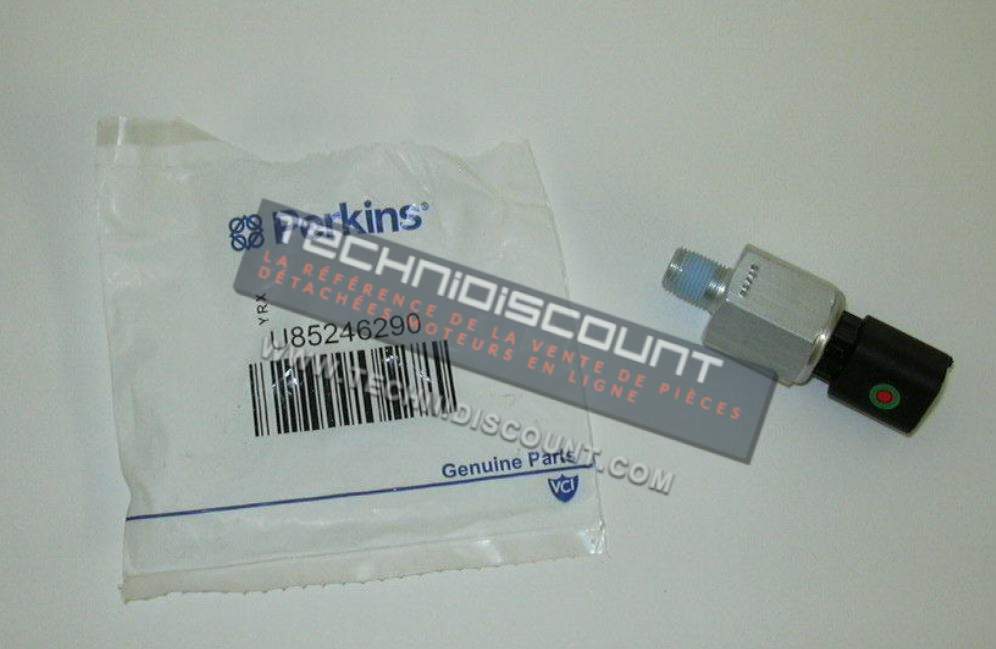 Perkins®
TECHNIDISCOUNT
LA RÉFÉRENCE DE LA VENTE DE PIÈCES
DÉTACHÉES MOTEURS EN LIGNE
YRX
U85246290
WWW.TECHNIDISCOUNT.COM
Genuine Parts
VCI